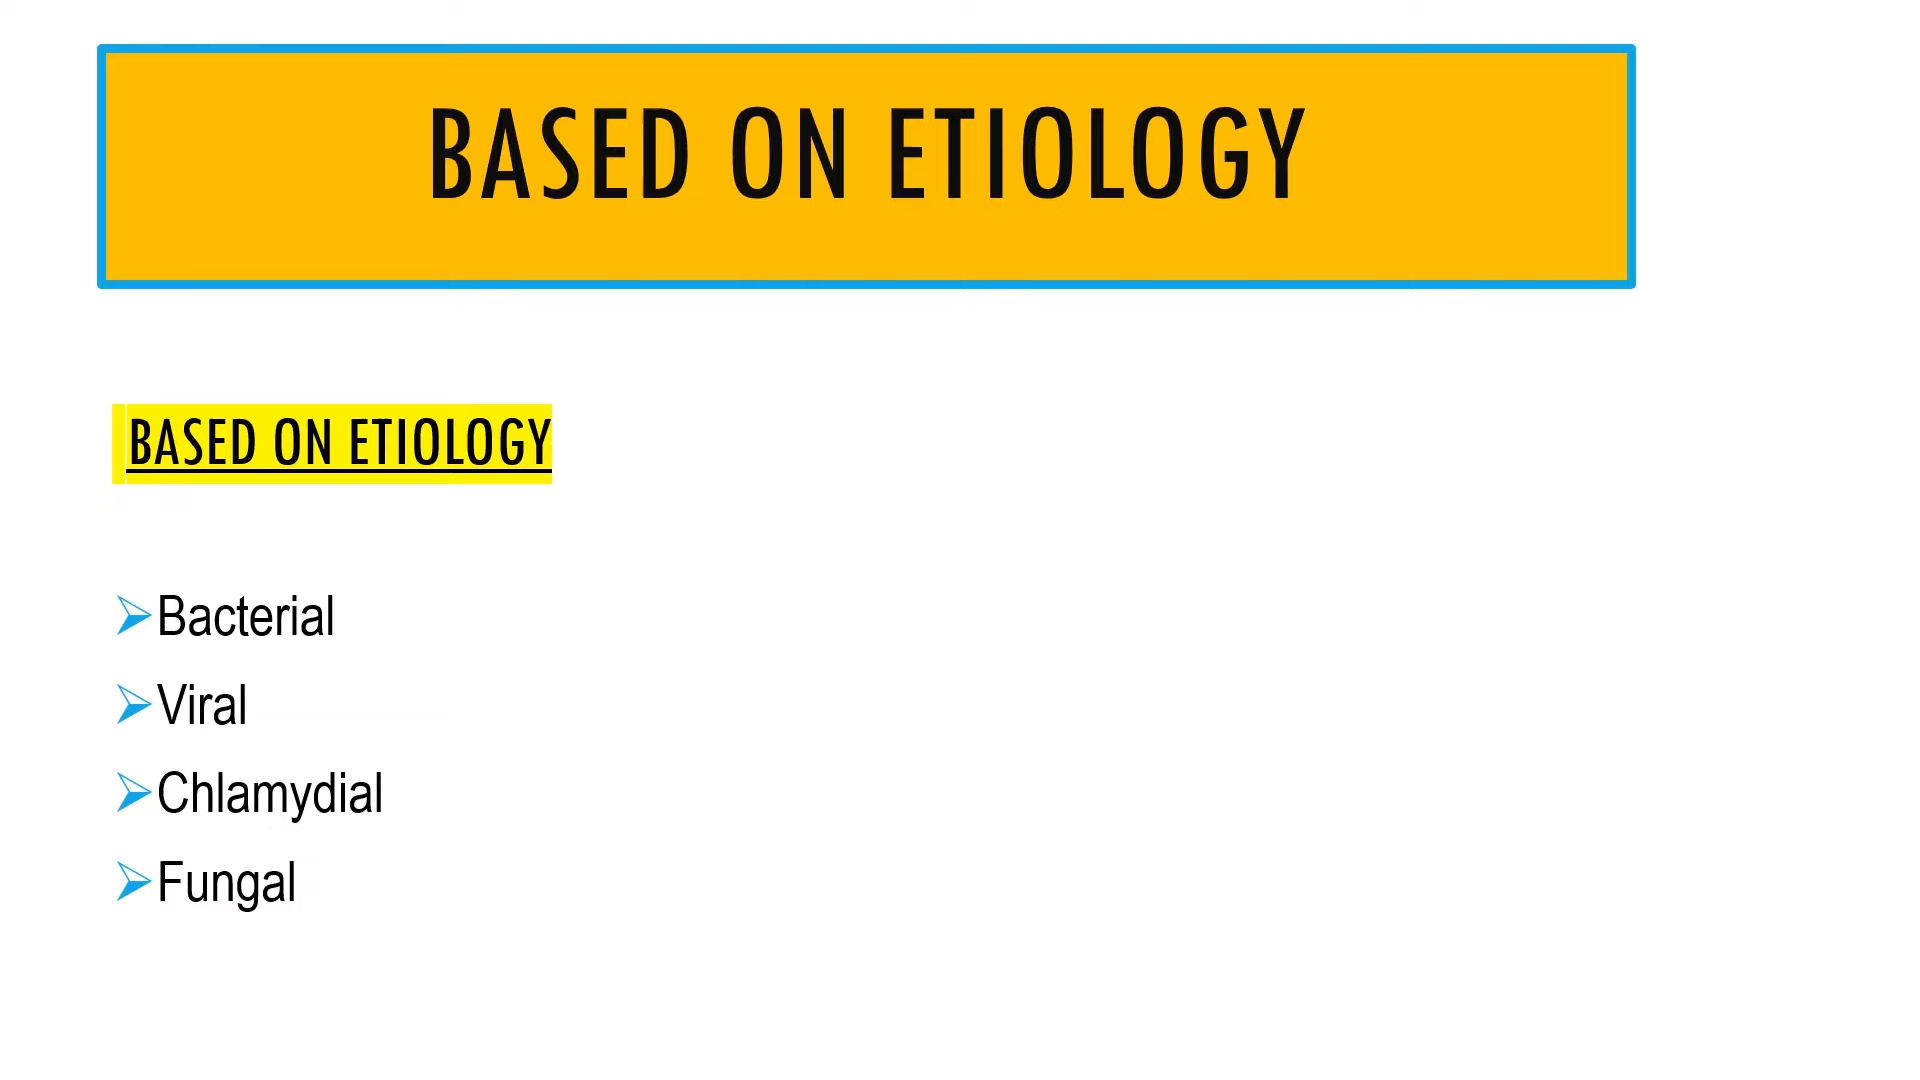 BASED ON ETIOLOGY
BASED ON ETIOLOGY
Bacterial
Viral
Chlamydial
Fungal